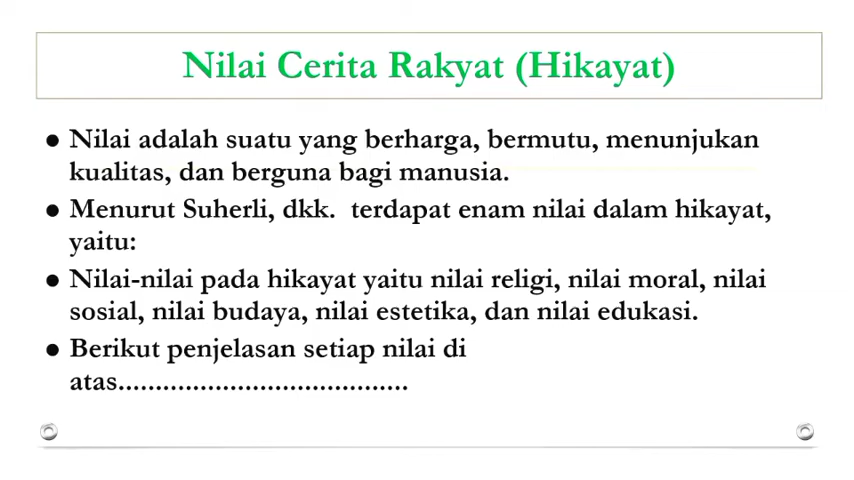 Nilai Cerita Rakyat (Hikayat)
● Nilai adalah suatu yang berharga, bermutu, menunjukan
kualitas, dan berguna bagi manusia.
● Menurut Suherli, dkk.  terdapat enam nilai dalam hikayat,
yaitu:
● Nilai-nilai pada hikayat yaitu nilai religi, nilai moral, nilai
sosial, nilai budaya, nilai estetika, dan nilai edukasi.
● Berikut penjelasan setiap nilai di
atas.......................................